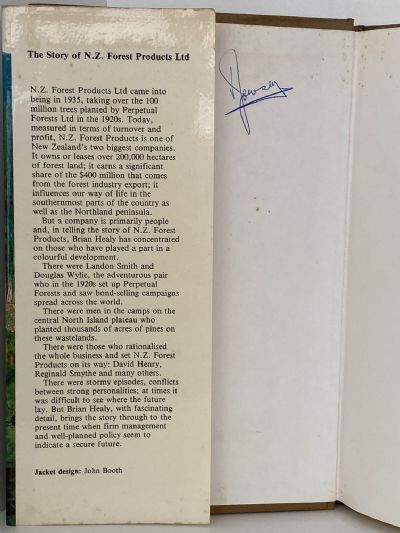 The Story of N.Z. Forest Products Ltd
N.Z. Forest Products Ltd came into
being in 1935, taking over the 100
million trees planted by Perpetual
Forests Ltd in the 1920s. Today,
measured in terms of turnover and
profit, N.Z. Forest Products is one of
New Zealand's two biggest companies.
It owns or leases over 200,000 hectares
of forest land; it earns a significant
share of the $400 million that comes
from the forest industry export; it
influences our way of life in the
southernmost parts of the country as
well as the Northland peninsula.
But a company is primarily people
and, in telling the story of N.Z. Forest
Products, Brian Healy has concentrated
on those who have played a part in a
colourful development.
There were Landon Smith and
Douglas Wylie, the adventurous pair
who in the 1920s set up Perpetual
Forests and saw bond-selling campaigns
spread across the world.
There were men in the camps on the
central North Island plateau who
planted thousands of acres of pines on
these wastelands.
There were those who rationalised
the whole business and set N.Z. Forest
Products on its way: David Henry,
Reginald Smythe and many others.
There were stormy episodes, conflicts
between strong personalities; at times it
was difficult to see where the future
lay. But Brian Healy, with fascinating
detail, brings the story through to the
present time when firm management
and well-planned policy seem to
indicate a secure future.
Jacket design: John Booth